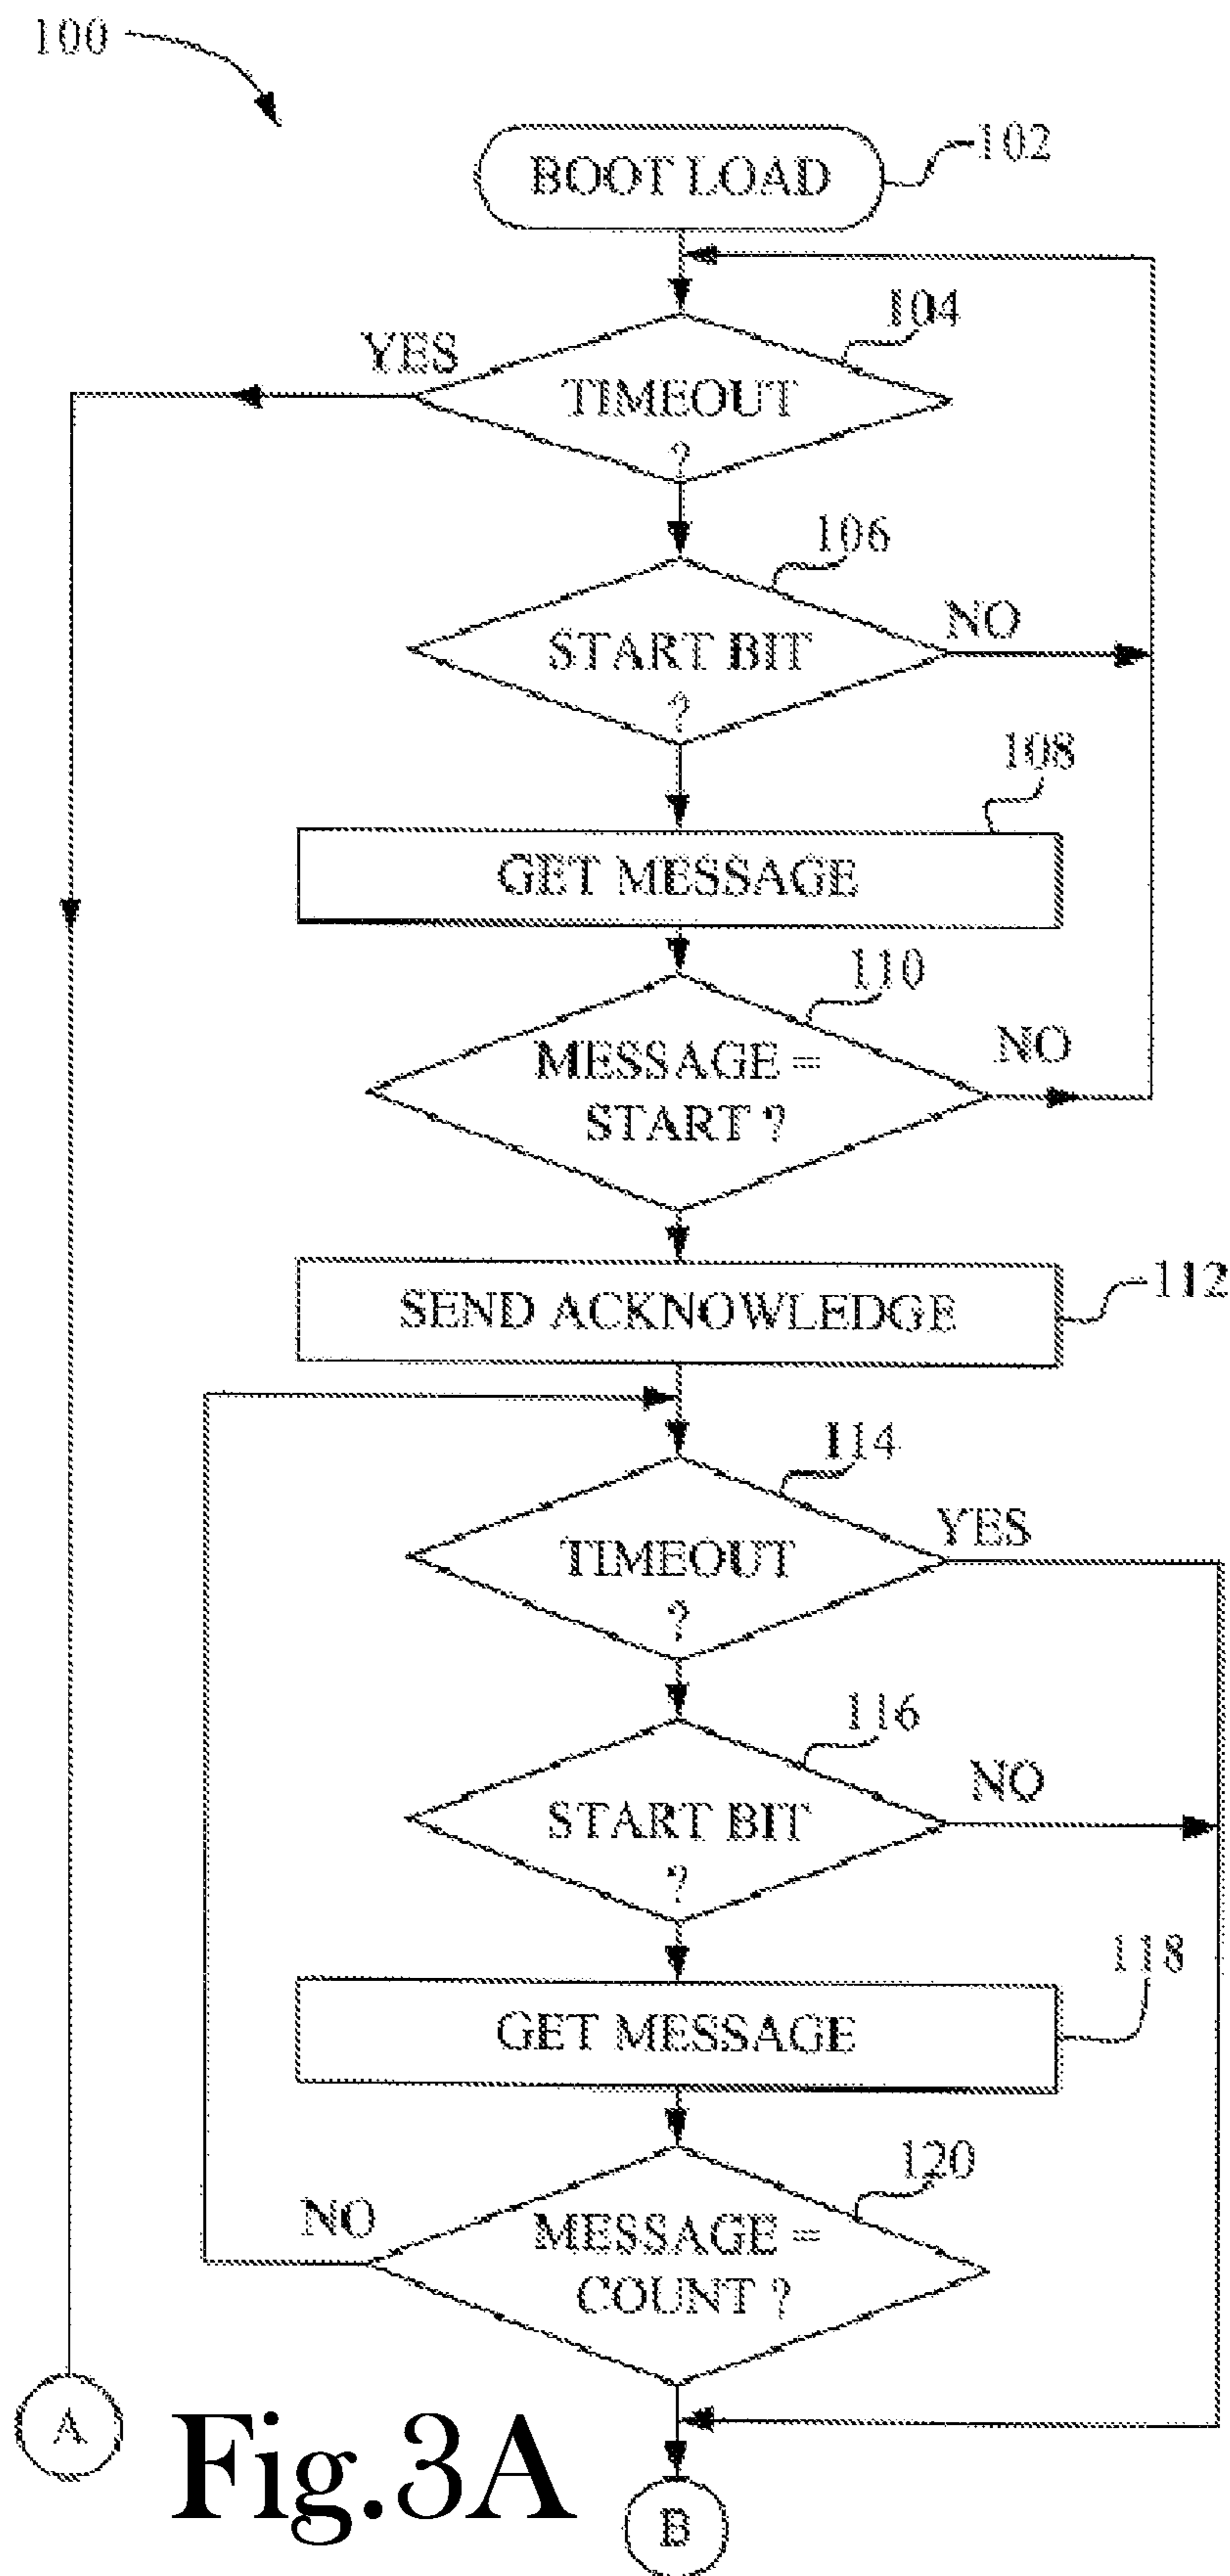 100
BOOT LOAD
102
104
YES
TIMEOUT
?
106
START BIT
?
NO
108
GET MESSAGE
110
MESSAGE =
START ?
NO
SEND ACKNOWLEDGE
112
114
TIMEOUT
?
YES
116
START BIT
?
NO
118
GET MESSAGE
120
NO
MESSAGE =
COUNT ?
A
Fig.3A
B